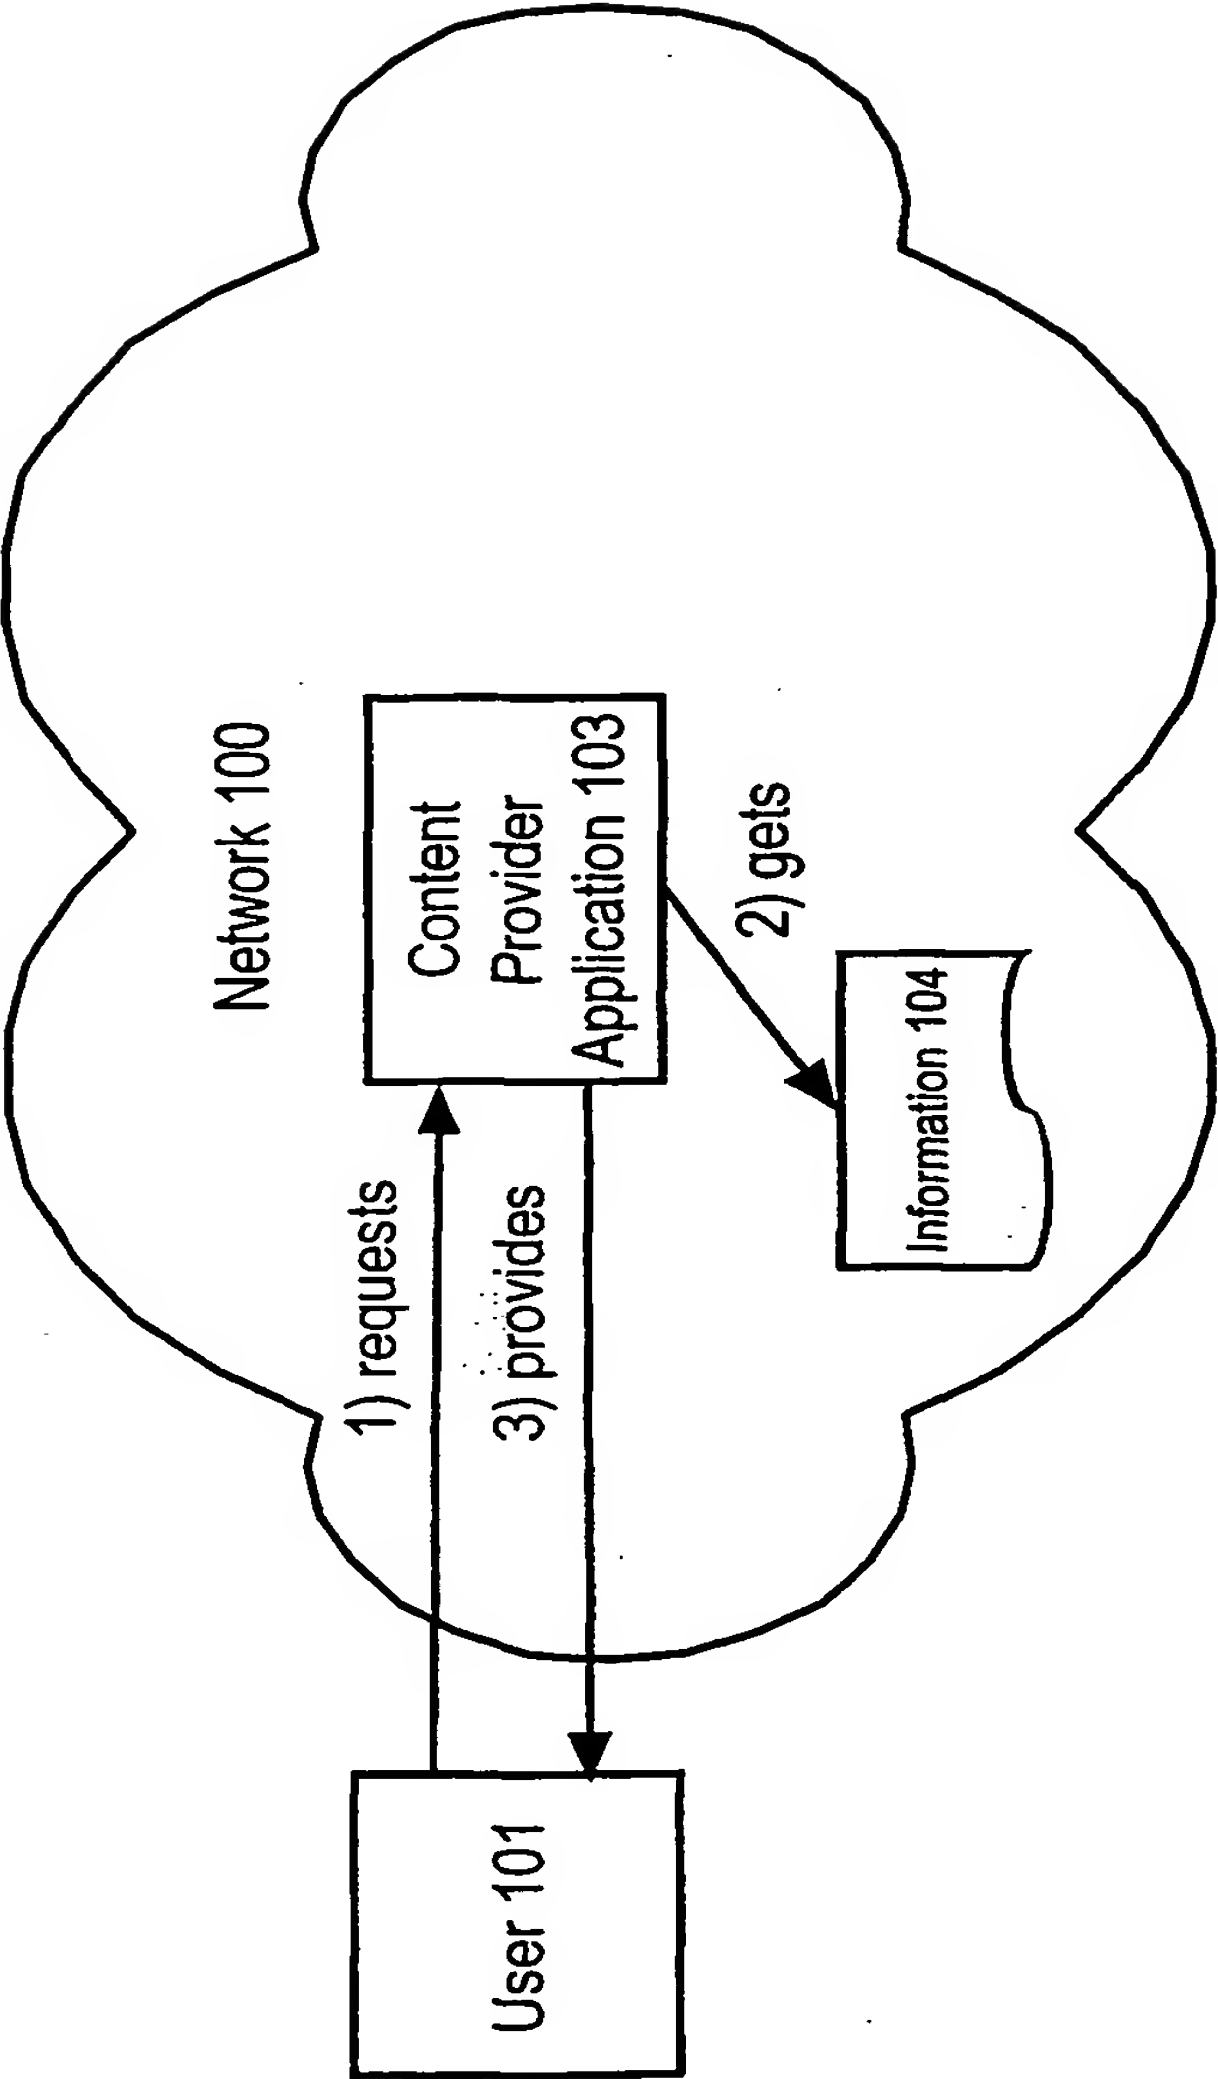 Network 100
Content
Provider
Application 103
1) requests
3) provides
2) gets
User 101
Information 104